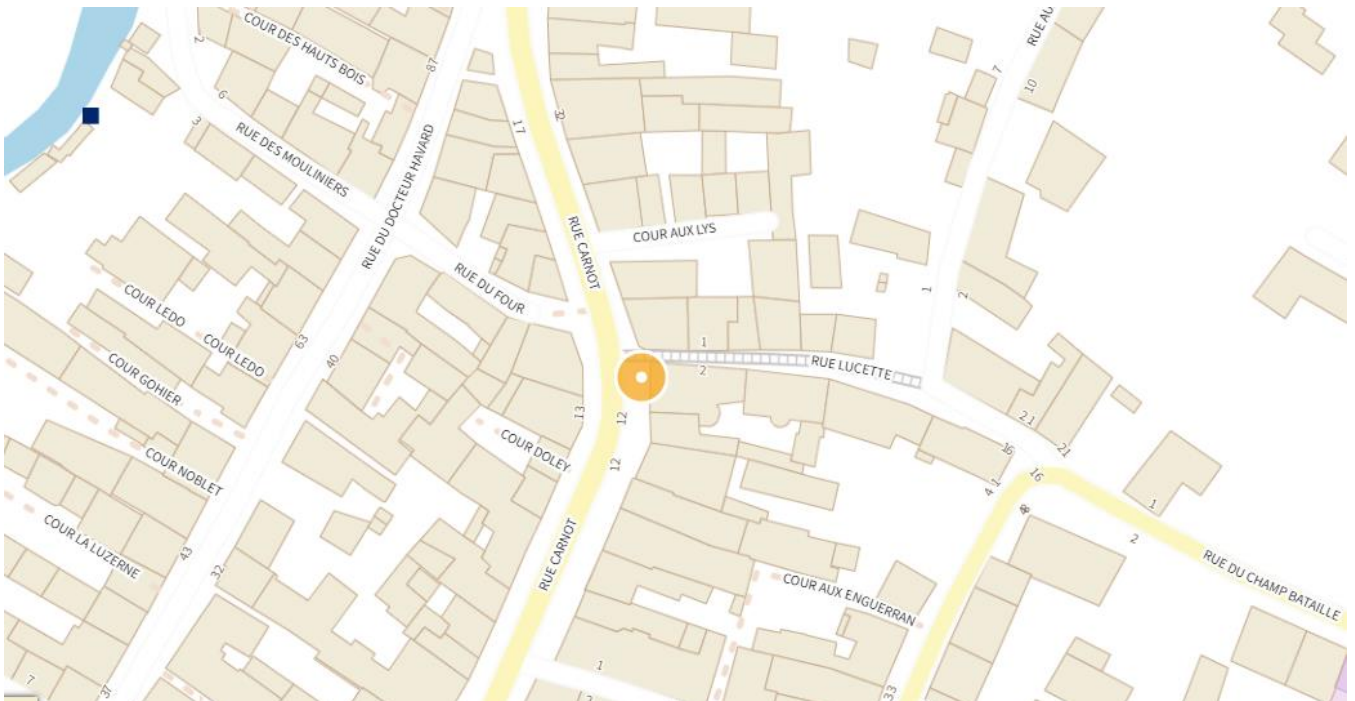 COUR DES HAUTS BOIS
RUE AU
2
87
7
10
6
3
32
17
RUE DES MOULINIERS
RUE DU DOCTEUR HAVARD
RUE CARNOT
COUR AUX LYS
RUE DU FOUR
1
2
COUR LEDO
COUR LEDO
63
40
COUR GOHIER
1
2
RUE LUCETTE
13
12
12
COUR DOLEY
COUR NOBLET
21
21
16
16
41
1
2
COUR LA LUZERNE
43
32
RUE CARNOT
COUR AUX ENGUERRAN
RUE DU CHAMP BATAILLE
1
33
7
37